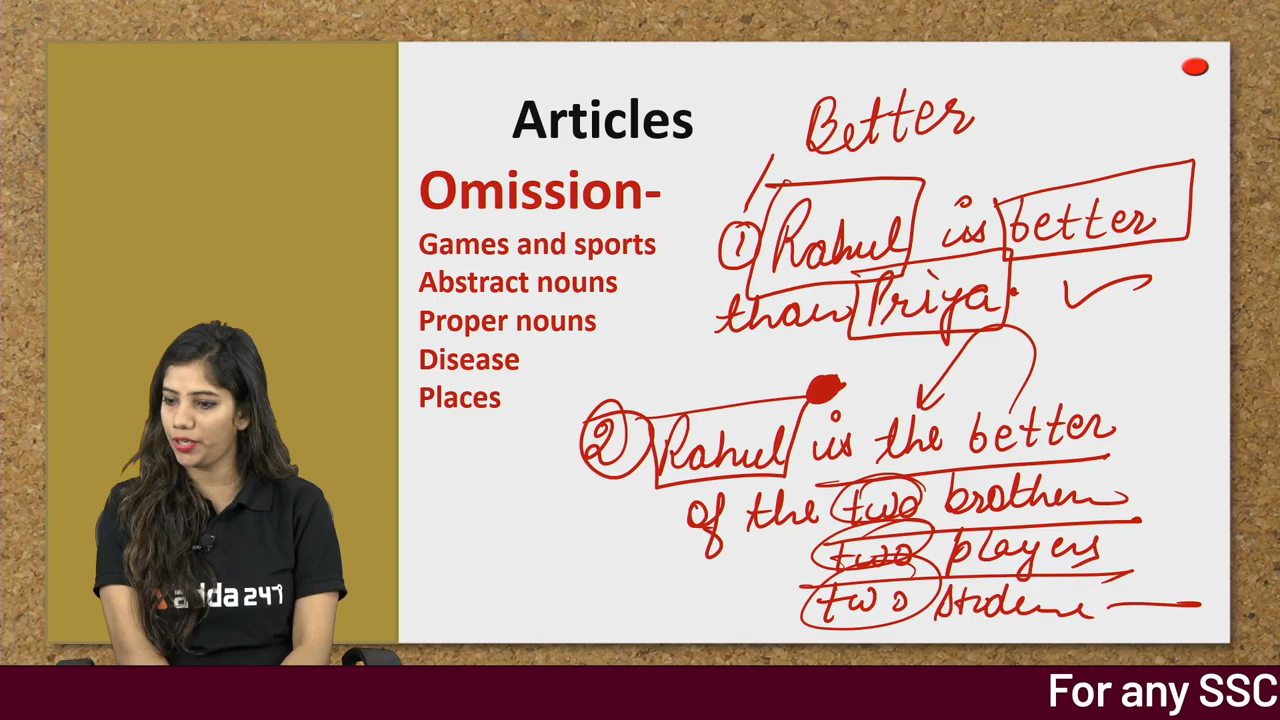 Articles
Omission-
Games and sports
Abstract nouns
Proper nouns
Disease
Places
Better
① Rahul is better
than Priya.
② Rahul is the better
of the two brothers
two players
two students
adda 247
For any SSC